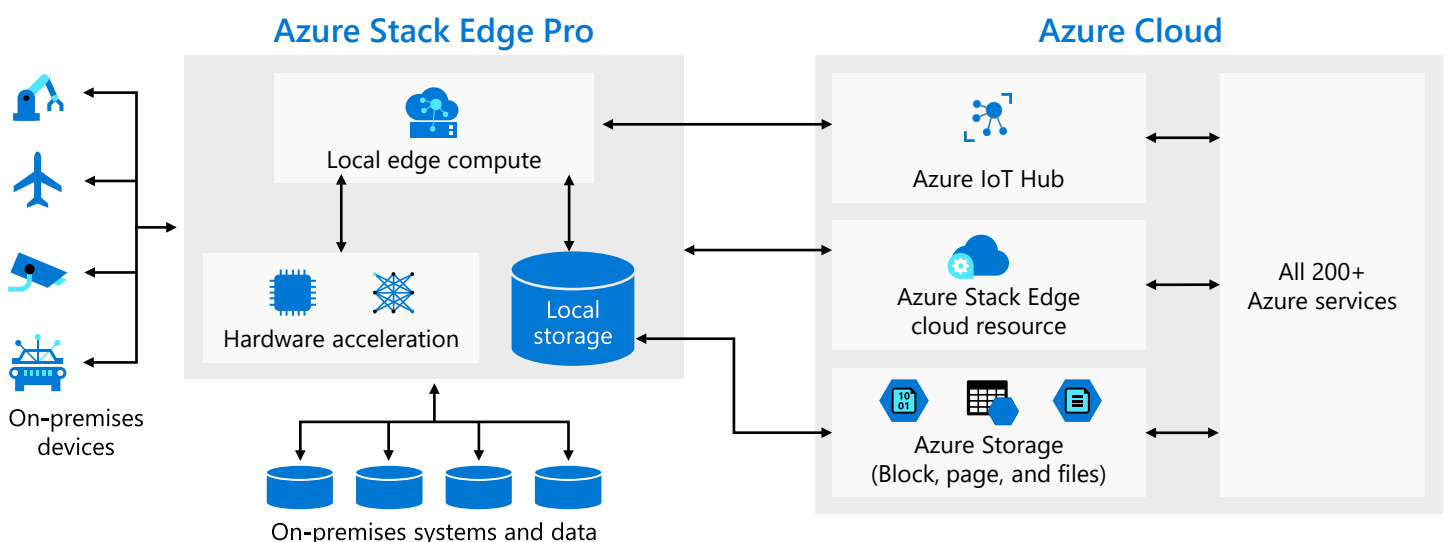 Azure Stack Edge Pro
Azure Cloud
Local edge compute
Hardware acceleration
Local
storage
On-premises
devices
On-premises systems and data
Azure IoT Hub
Azure Stack Edge
cloud resource
10
01
Azure Storage
(Block, page, and files)
All 200+
Azure services